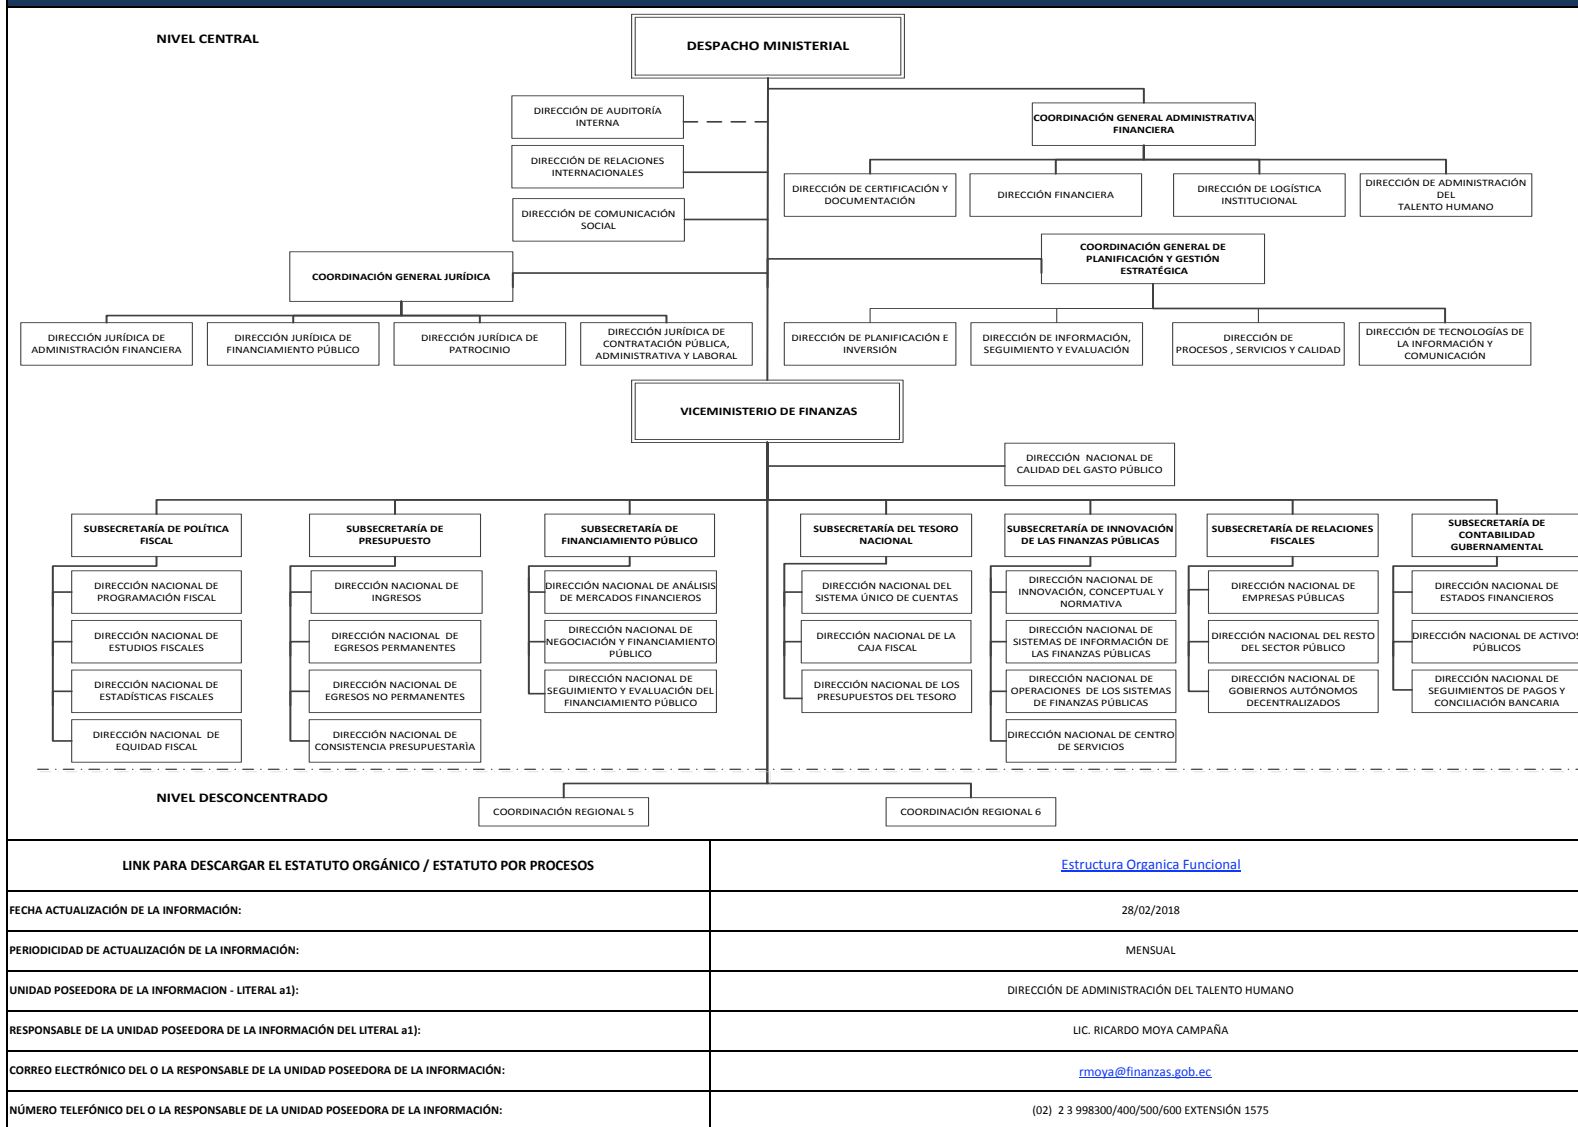 NIVEL CENTRAL
DESPACHO MINISTERIAL
DIRECCIÓN DE AUDITORÍA
INTERNA
COORDINACIÓN GENERAL ADMINISTRATIVA
FINANCIERA
DIRECCIÓN DE RELACIONES
INTERNACIONALES
DIRECCIÓN DE CERTIFICACIÓN Y
DOCUMENTACIÓN
DIRECCIÓN FINANCIERA
DIRECCIÓN DE LOGÍSTICA
INSTITUCIONAL
DIRECCIÓN DE ADMINISTRACIÓN
DEL
TALENTO HUMANO
DIRECCIÓN DE COMUNICACIÓN
SOCIAL
COORDINACIÓN GENERAL JURÍDICA
COORDINACIÓN GENERAL DE
PLANIFICACIÓN Y GESTIÓN
ESTRATÉGICA
DIRECCIÓN JURÍDICA DE
ADMINISTRACIÓN FINANCIERA
DIRECCIÓN JURÍDICA DE
FINANCIAMIENTO PÚBLICO
DIRECCIÓN JURÍDICA DE
PATROCINIO
DIRECCIÓN JURÍDICA DE
CONTRATACIÓN PÚBLICA,
ADMINISTRATIVA Y LABORAL
DIRECCIÓN DE PLANIFICACIÓN E
INVERSIÓN
DIRECCIÓN DE INFORMACIÓN,
SEGUIMIENTO Y EVALUACIÓN
DIRECCIÓN DE
PROCESOS , SERVICIOS Y CALIDAD
DIRECCIÓN DE TECNOLOGÍAS DE
LA INFORMACIÓN Y
COMUNICACIÓN
VICEMINISTERIO DE FINANZAS
DIRECCIÓN NACIONAL DE
CALIDAD DEL GASTO PÚBLICO
SUBSECRETARÍA DE POLÍTICA
FISCAL
SUBSECRETARÍA DE
PRESUPUESTO
SUBSECRETARÍA DE
FINANCIAMIENTO PÚBLICO
SUBSECRETARÍA DEL TESORO
NACIONAL
SUBSECRETARÍA DE INNOVACIÓN
DE LAS FINANZAS PÚBLICAS
SUBSECRETARÍA DE RELACIONES
FISCALES
SUBSECRETARÍA DE
CONTABILIDAD
GUBERNAMENTAL
DIRECCIÓN NACIONAL DE
PROGRAMACIÓN FISCAL
DIRECCIÓN NACIONAL DE
INGRESOS
DIRECCIÓN NACIONAL DE ANÁLISIS
DE MERCADOS FINANCIEROS
DIRECCIÓN NACIONAL DEL
SISTEMA ÚNICO DE CUENTAS
DIRECCIÓN NACIONAL DE
INNOVACIÓN, CONCEPTUAL Y
NORMATIVA
DIRECCIÓN NACIONAL DE
EMPRESAS PÚBLICAS
DIRECCIÓN NACIONAL DE
ESTADOS FINANCIEROS
DIRECCIÓN NACIONAL DE
ESTUDIOS FISCALES
DIRECCIÓN NACIONAL DE
EGRESOS PERMANENTES
DIRECCIÓN NACIONAL DE
NEGOCIACIÓN Y FINANCIAMIENTO
PÚBLICO
DIRECCIÓN NACIONAL DE LA
CAJA FISCAL
DIRECCIÓN NACIONAL DE
SISTEMAS DE INFORMACIÓN DE
LAS FINANZAS PÚBLICAS
DIRECCIÓN NACIONAL DEL RESTO
DEL SECTOR PÚBLICO
DIRECCIÓN NACIONAL DE ACTIVOS
PÚBLICOS
DIRECCIÓN NACIONAL DE
ESTADÍSTICAS FISCALES
DIRECCIÓN NACIONAL DE
EGRESOS NO PERMANENTES
DIRECCIÓN NACIONAL DE
SEGUIMIENTO Y EVALUACIÓN DEL
FINANCIAMIENTO PÚBLICO
DIRECCIÓN NACIONAL DE LOS
PRESUPUESTOS DEL TESORO
DIRECCIÓN NACIONAL DE
OPERACIONES DE LOS SISTEMAS
DE FINANZAS PÚBLICAS
DIRECCIÓN NACIONAL DE
GOBIERNOS AUTÓNOMOS
DECENTRALIZADOS
DIRECCIÓN NACIONAL DE
SEGUIMIENTOS DE PAGOS Y
CONCILIACIÓN BANCARIA
DIRECCIÓN NACIONAL DE
EQUIDAD FISCAL
DIRECCIÓN NACIONAL DE
CONSISTENCIA PRESUPUESTARÌA
DIRECCIÓN NACIONAL DE CENTRO
DE SERVICIOS
NIVEL DESCONCENTRADO
COORDINACIÓN REGIONAL 5
COORDINACIÓN REGIONAL 6
LINK PARA DESCARGAR EL ESTATUTO ORGÁNICO / ESTATUTO POR PROCESOS
Estructura Organica Funcional
FECHA ACTUALIZACIÓN DE LA INFORMACIÓN:
28/02/2018
PERIODICIDAD DE ACTUALIZACIÓN DE LA INFORMACIÓN:
MENSUAL
UNIDAD POSEEDORA DE LA INFORMACION - LITERAL a1):
DIRECCIÓN DE ADMINISTRACIÓN DEL TALENTO HUMANO
RESPONSABLE DE LA UNIDAD POSEEDORA DE LA INFORMACIÓN DEL LITERAL a1):
LIC. RICARDO MOYA CAMPAÑA
CORREO ELECTRÓNICO DEL O LA RESPONSABLE DE LA UNIDAD POSEEDORA DE LA INFORMACIÓN:
rmoya@finanzas.gob.ec
NÚMERO TELEFÓNICO DEL O LA RESPONSABLE DE LA UNIDAD POSEEDORA DE LA INFORMACIÓN:
(02) 2 3 998300/400/500/600 EXTENSIÓN 1575